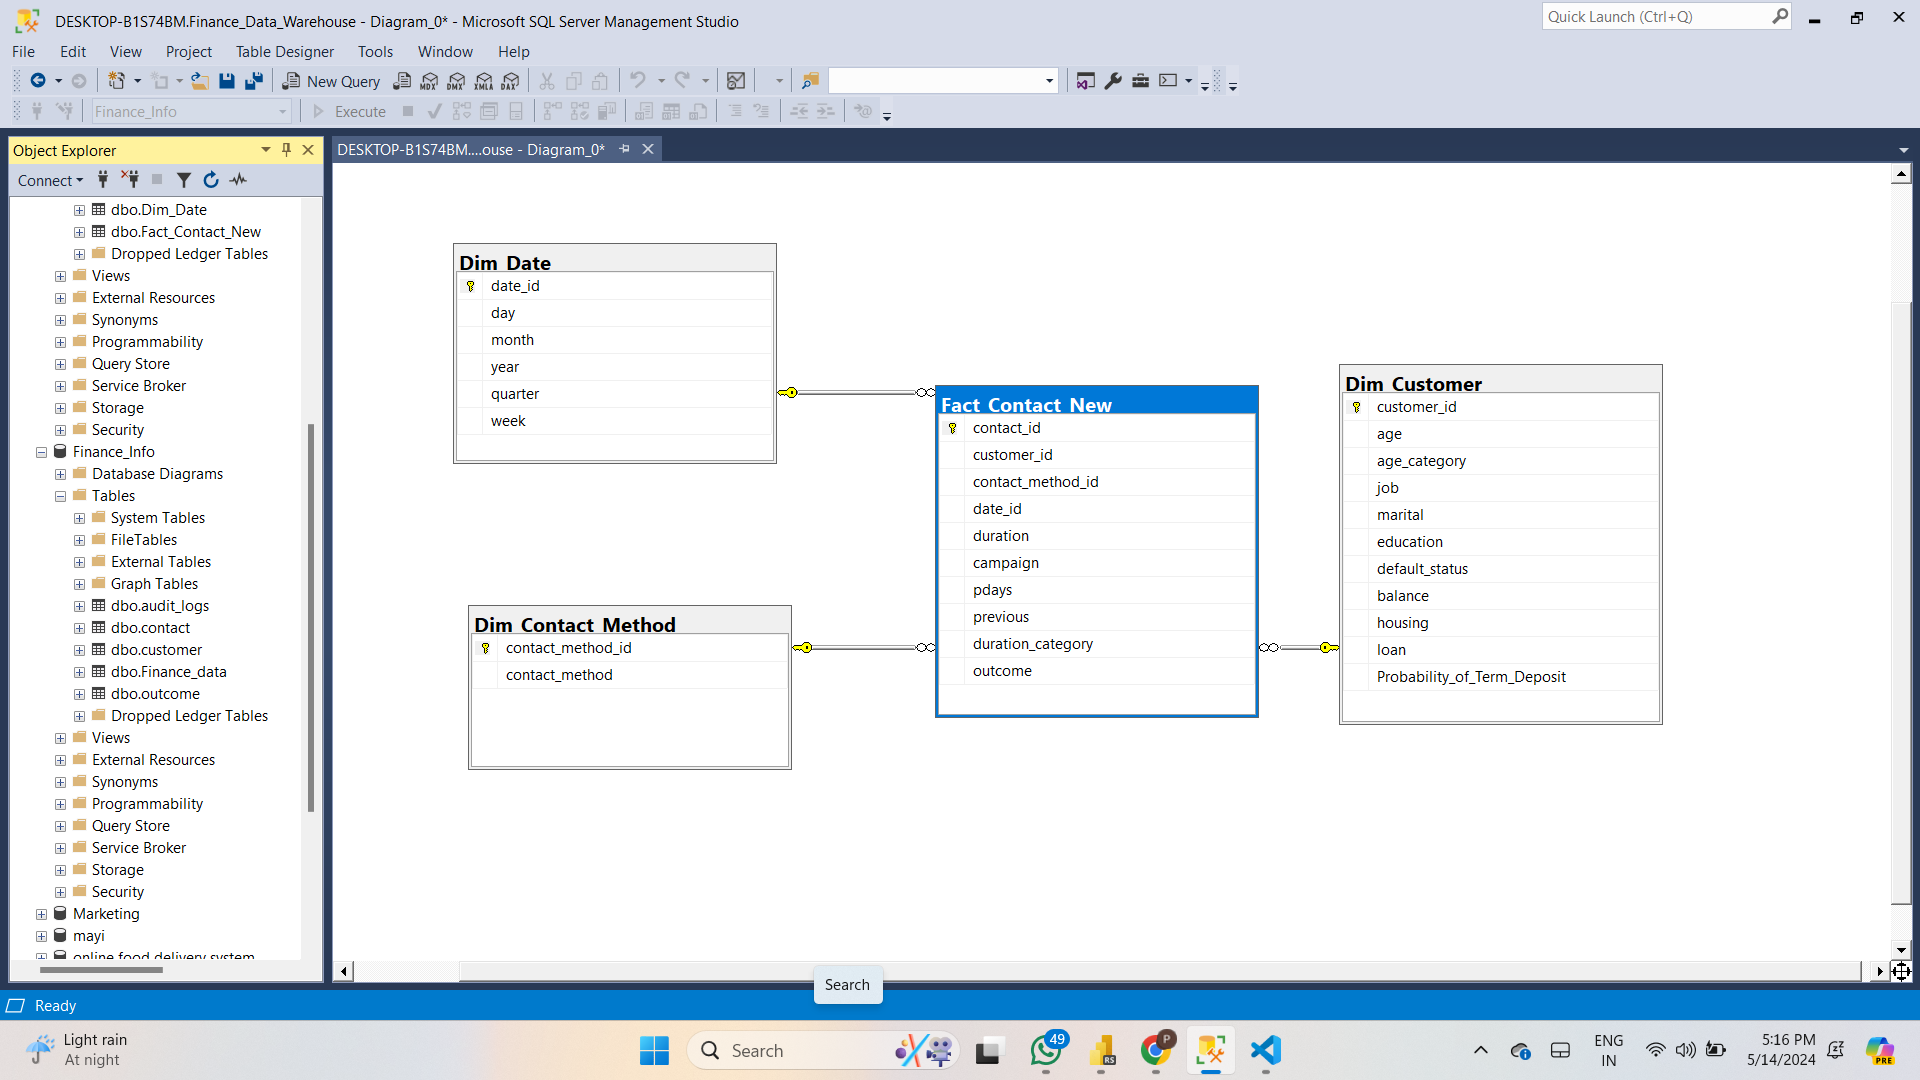 DESKTOP-B1S74BM.Finance_Data_Warehouse - Diagram_0* - Microsoft SQL Server Management Studio
Quick Launch (Ctrl+Q)
File Edit View Project Table Designer Tools Window Help
New Query MDX DMX XMLA DAX
Finance_Info Execute
Object Explorer
DESKTOP-B1S74BM....ouse - Diagram_0*
Connect
dbo.Dim_Date
dbo.Fact_Contact_New
Dropped Ledger Tables
Views
External Resources
Synonyms
Programmability
Query Store
Service Broker
Storage
Security
Finance_Info
Database Diagrams
Tables
System Tables
FileTables
External Tables
Graph Tables
dbo.audit_logs
dbo.contact
dbo.customer
dbo.Finance_data
dbo.outcome
Dropped Ledger Tables
Views
External Resources
Synonyms
Programmability
Query Store
Service Broker
Storage
Security
Marketing
mayi
online food delivery system
Dim_Date
date_id
day
month
year
quarter
week
Dim_Contact_Method
contact_method_id
contact_method
Fact_Contact_New
contact_id
customer_id
contact_method_id
date_id
duration
campaign
pdays
previous
duration_category
outcome
Dim_Customer
customer_id
age
age_category
job
marital
education
default_status
balance
housing
loan
Probability_of_Term_Deposit
Search
Ready
Light rain
At night
Search
49
RS
P
ENG
IN
5:16 PM
5/14/2024
PRE